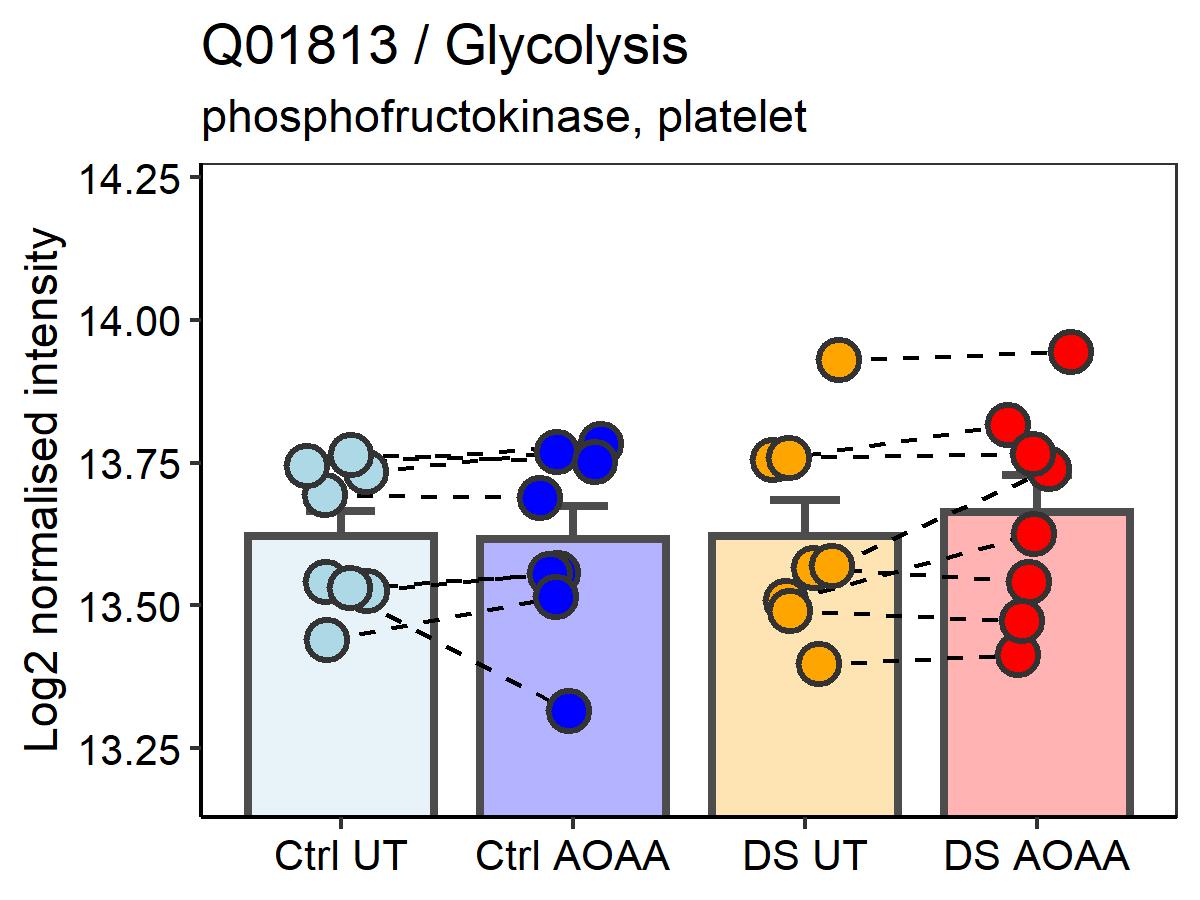 Q01813 / Glycolysis
phosphofructokinase, platelet
Log2 normalised intensity
14.25
14.00
13.75
13.50
13.25
Ctrl UT
Ctrl AOAA
DS UT
DS AOAA